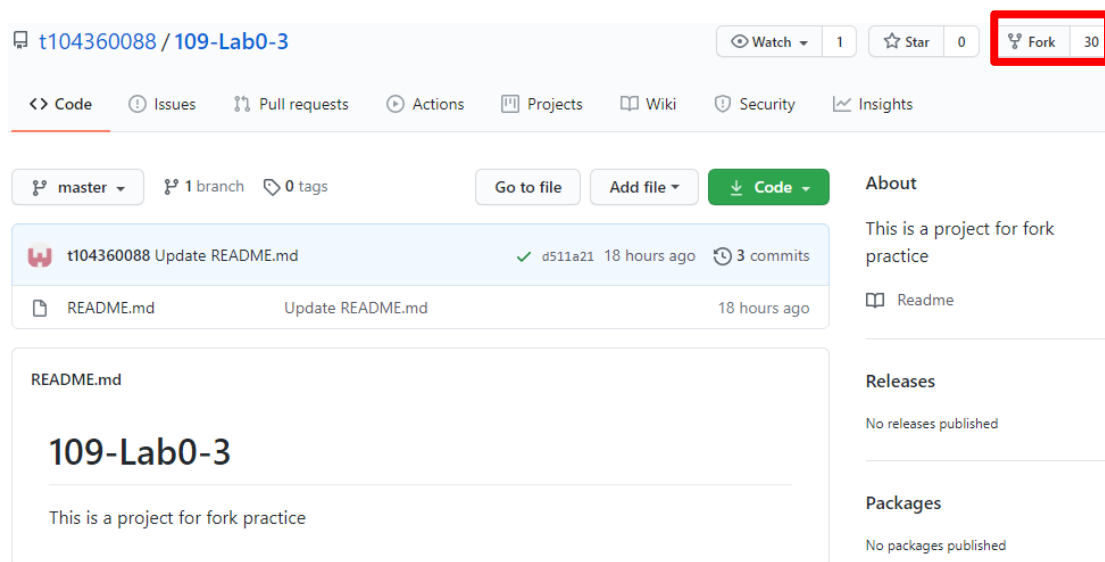 t104360088 / 109-Lab0-3 Watch 1 Star 0 Fork 30
<> Code Issues Pull requests Actions Projects Wiki Security Insights
master 1 branch 0 tags Go to file Add file Code
t104360088 Update README.md d511a21 18 hours ago 3 commits
README.md Update README.md 18 hours ago
README.md
109-Lab0-3
This is a project for fork practice
About
This is a project for fork
practice
Readme
Releases
No releases published
Packages
No packages published